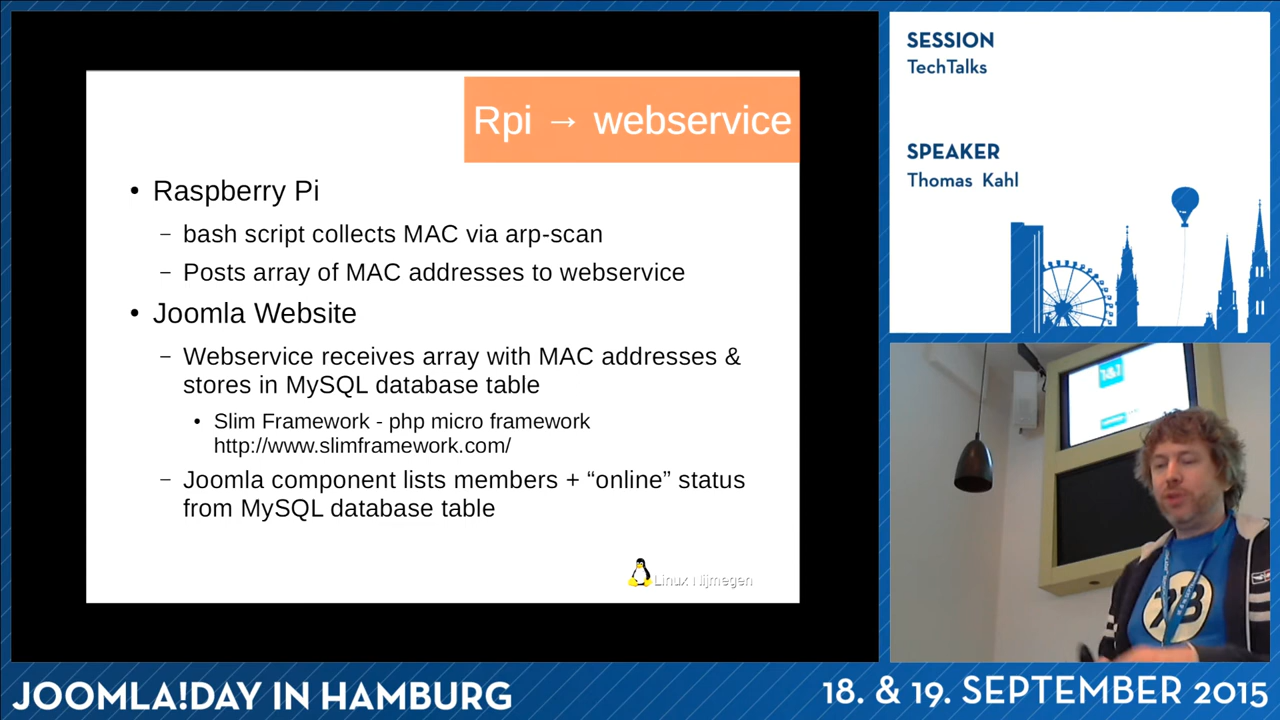 Rpi → webservice
• Raspberry Pi
– bash script collects MAC via arp-scan
– Posts array of MAC addresses to webservice
• Joomla Website
– Webservice receives array with MAC addresses &
stores in MySQL database table
• Slim Framework - php micro framework
http://www.slimframework.com/
– Joomla component lists members + “online” status
from MySQL database table
Linux Nijmegen
SESSION
TechTalks
SPEAKER
Thomas Kahl
1&1
JOOMLA!DAY IN HAMBURG
18. & 19. SEPTEMBER 2015